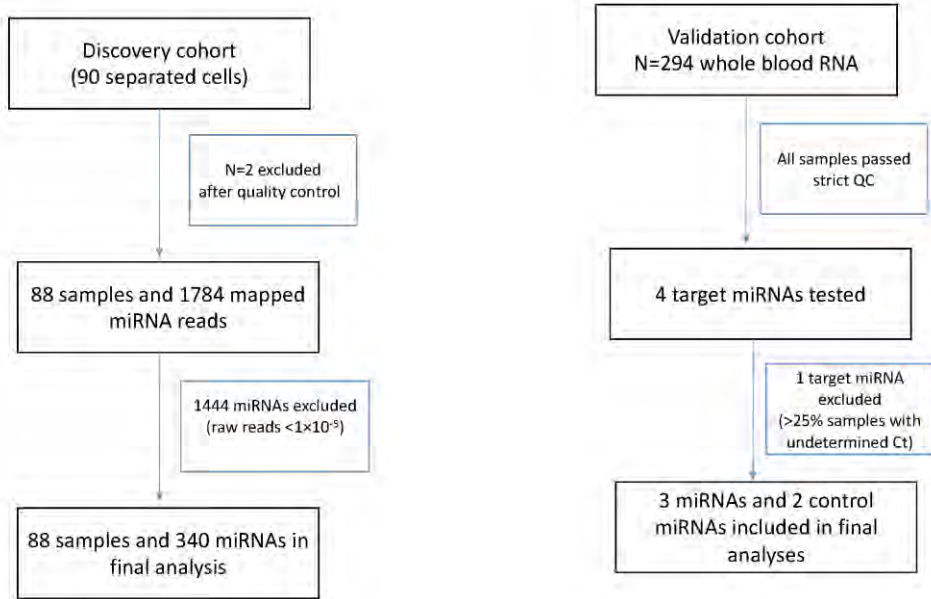 Discovery cohort
(90 separated cells)
N=2 excluded
after quality control
88 samples and 1784 mapped
miRNA reads
1444 miRNAs excluded
(raw reads <1×10⁻⁵)
88 samples and 340 miRNAs in
final analysis
Validation cohort
N=294 whole blood RNA
All samples passed
strict QC
4 target miRNAs tested
1 target miRNA
excluded
(>25% samples with
undetermined Ct)
3 miRNAs and 2 control
miRNAs included in final
analyses